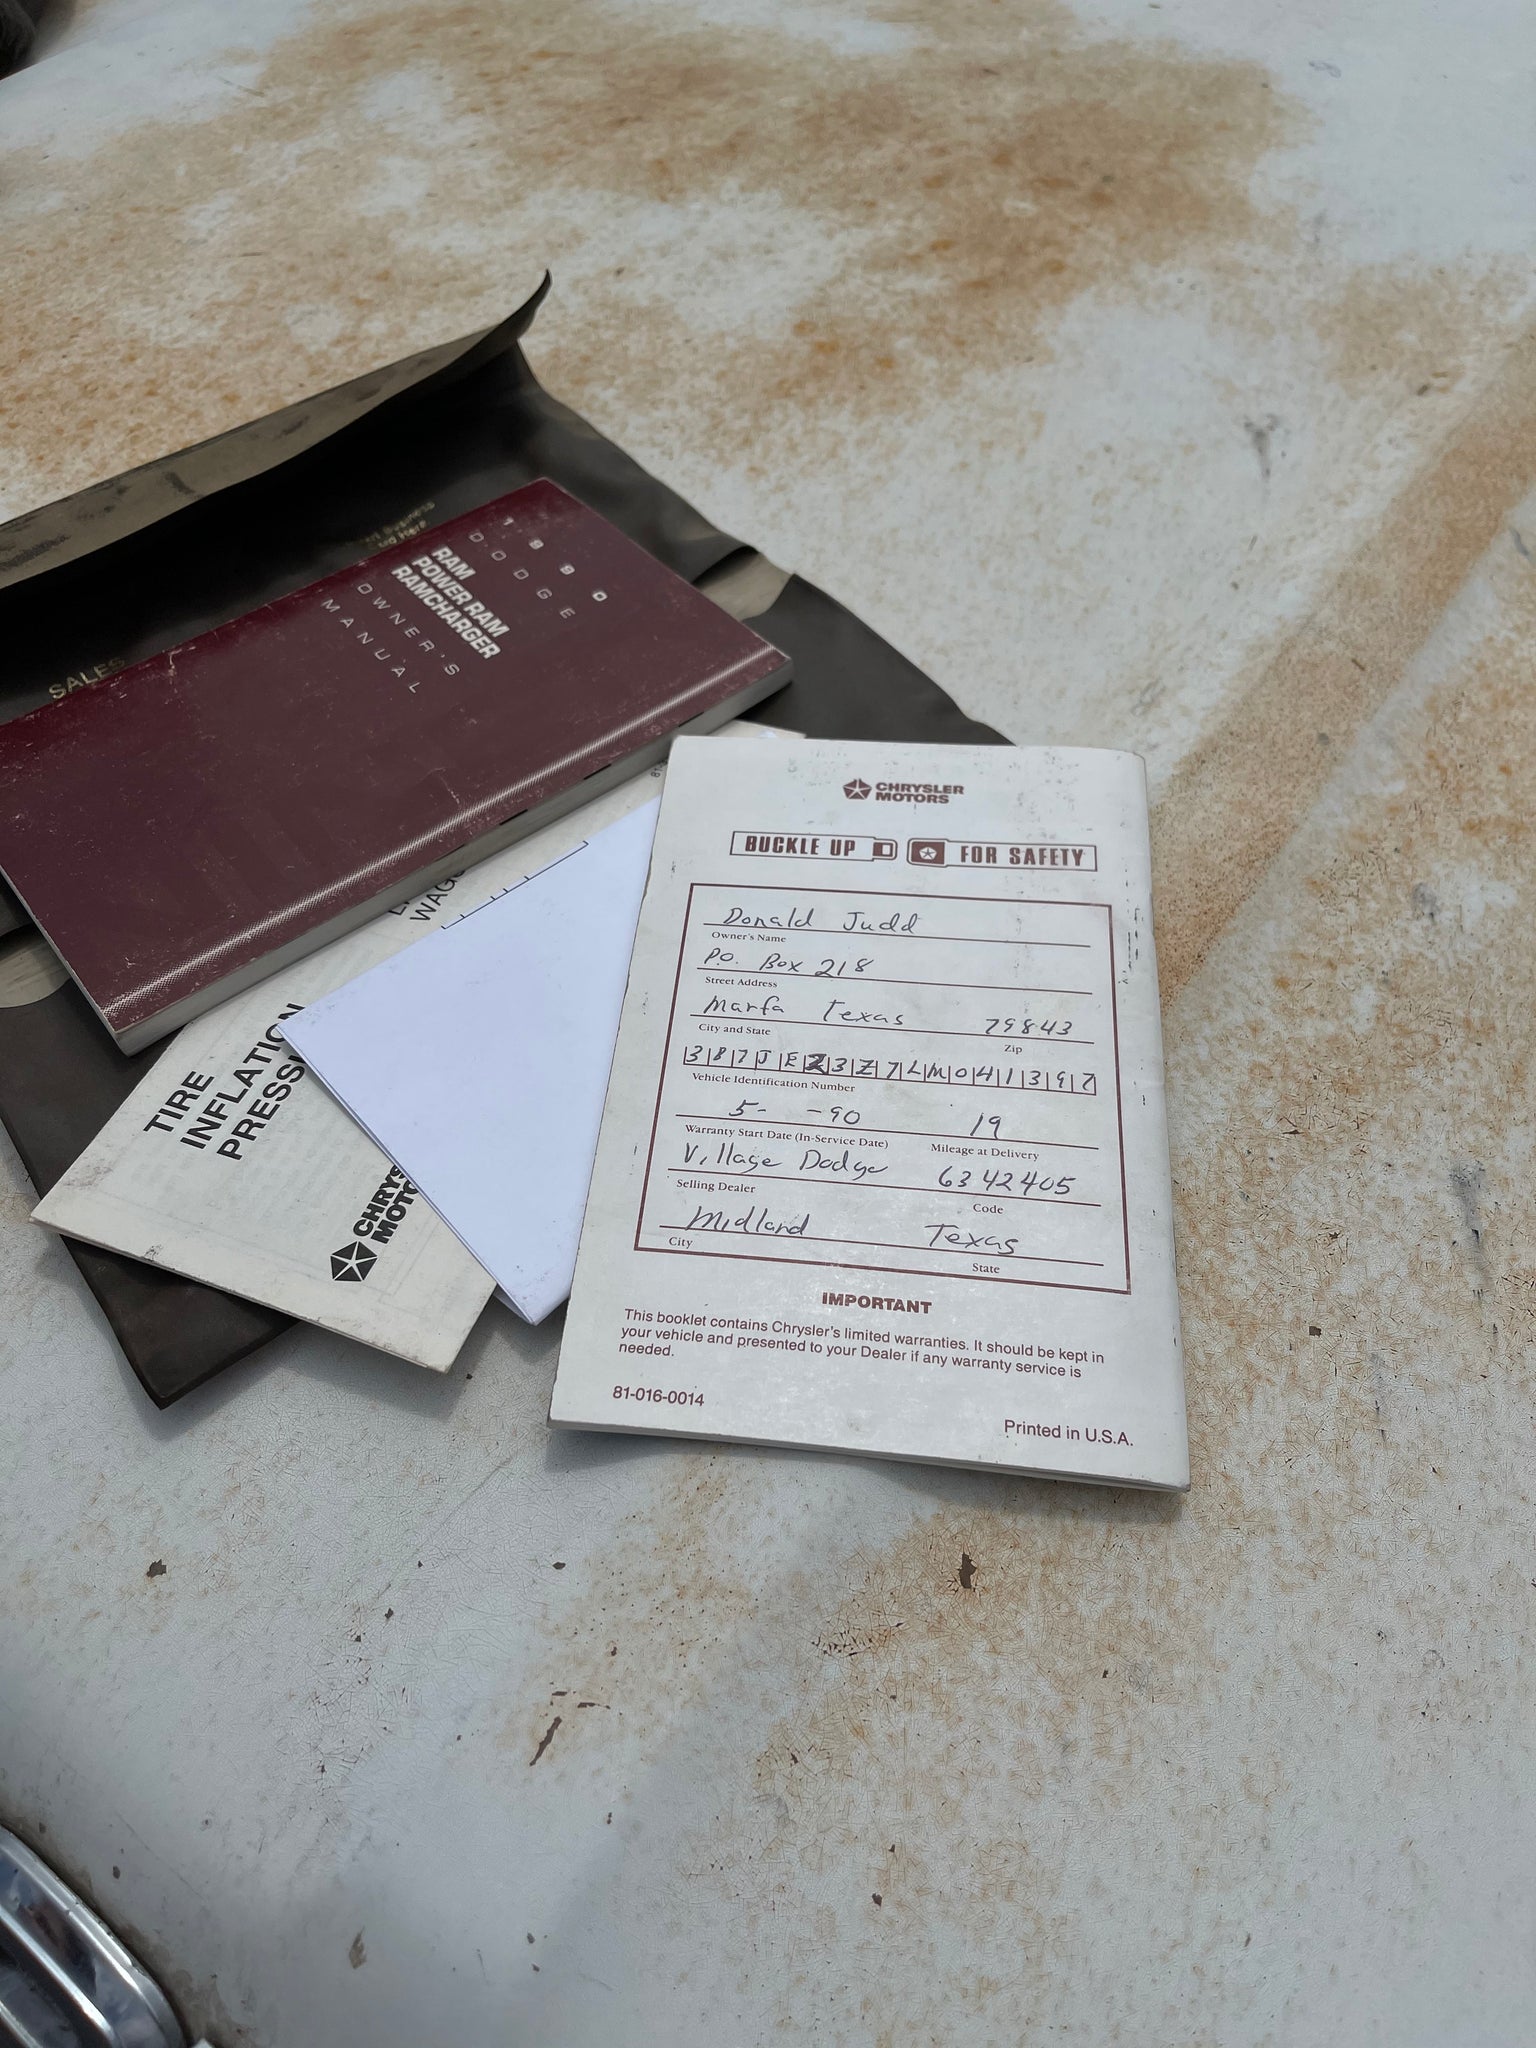 1990
DODGE
RAM
POWER RAM
RAMCHARGER
OWNER'S
MANUAL
SALES
TIRE
INFLATION
CHRYSLER
MOTORS
BUCKLE UP FOR SAFETY
Donald Judd
Owner's Name
P.O. Box 218
Street Address
Marfa Texas 79843
City and State Zip
3B7JE23Z7LM041397
Vehicle Identification Number
5- -90 19
Warranty Start Date (In-Service Date) Mileage at Delivery
Village Dodge 6342405
Selling Dealer Code
Midland Texas
City State
IMPORTANT
This booklet contains Chrysler's limited warranties. It should be kept in
your vehicle and presented to your Dealer if any warranty service is
needed.
81-016-0014
Printed in U.S.A.